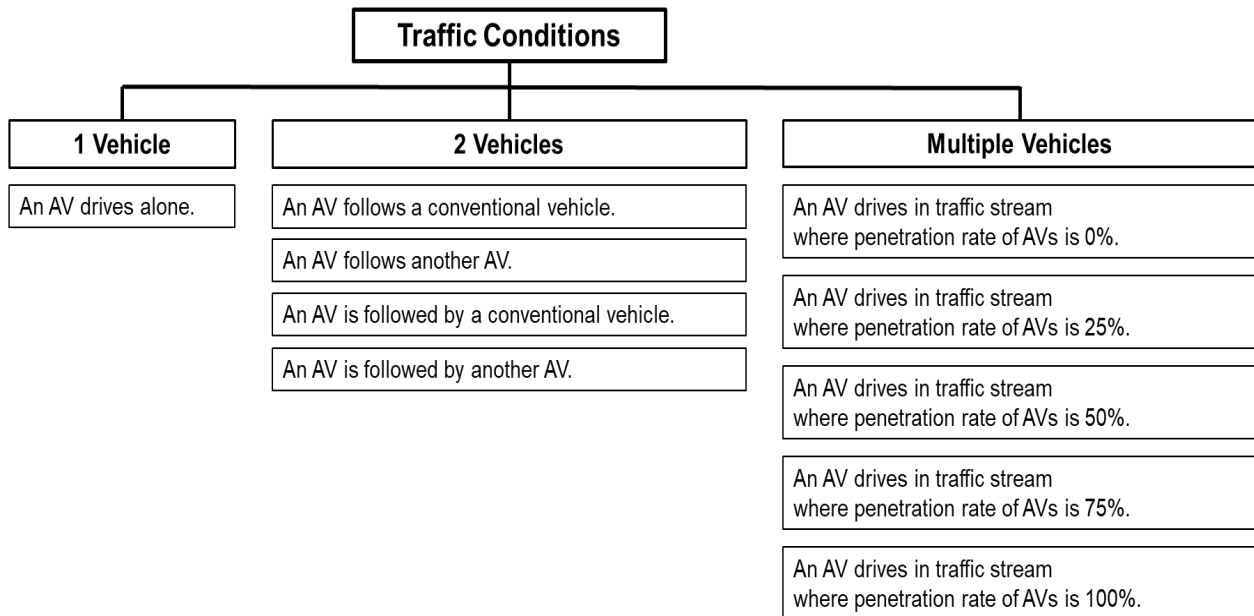 Traffic Conditions
1 Vehicle
An AV drives alone.
2 Vehicles
An AV follows a conventional vehicle.
An AV follows another AV.
An AV is followed by a conventional vehicle.
An AV is followed by another AV.
Multiple Vehicles
An AV drives in traffic stream
where penetration rate of AVs is 0%.
An AV drives in traffic stream
where penetration rate of AVs is 25%.
An AV drives in traffic stream
where penetration rate of AVs is 50%.
An AV drives in traffic stream
where penetration rate of AVs is 75%.
An AV drives in traffic stream
where penetration rate of AVs is 100%.